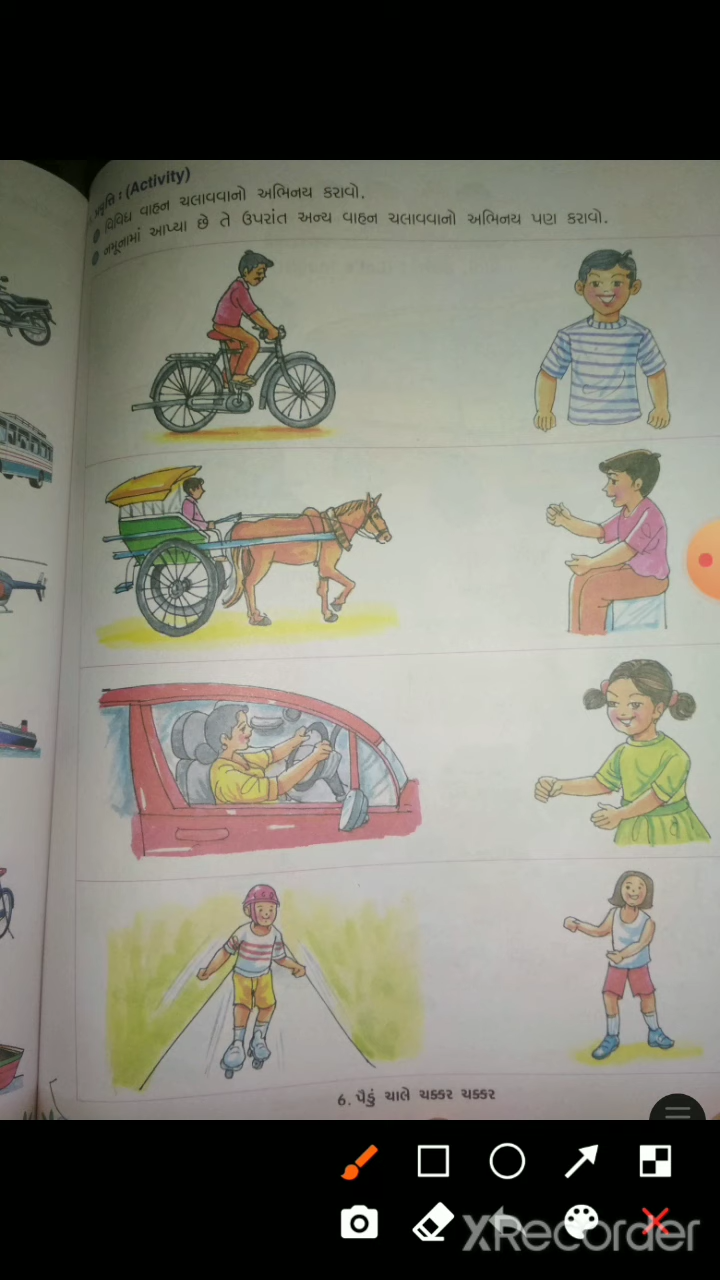 પ્રવૃત્તિ : (Activity)
વિવિધ વાહન ચલાવવાનો અભિનય કરાવો.
નમૂનામાં આપ્યા છે તે ઉપરાંત અન્ય વાહન ચલાવવાનો અભિનય પણ કરાવો.
6. પૈડું ચાલે ચક્કર ચક્કર
XRecorder